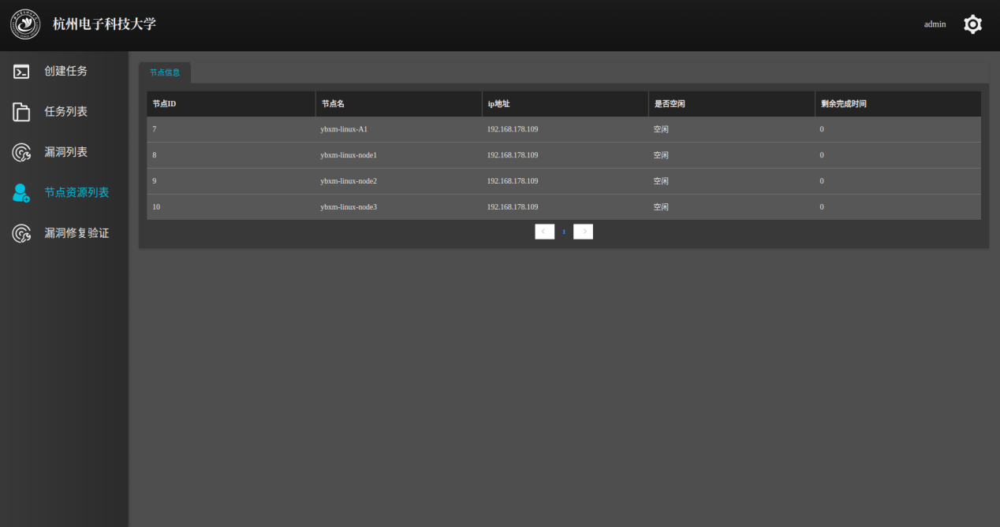 杭州电子科技大学
admin
创建任务
任务列表
漏洞列表
节点资源列表
漏洞修复验证
节点信息
节点ID 节点名 ip地址 是否空闲 剩余完成时间
7 ybxm-linux-A1 192.168.178.109 空闲 0
8 ybxm-linux-node1 192.168.178.109 空闲 0
9 ybxm-linux-node2 192.168.178.109 空闲 0
10 ybxm-linux-node3 192.168.178.109 空闲 0
1